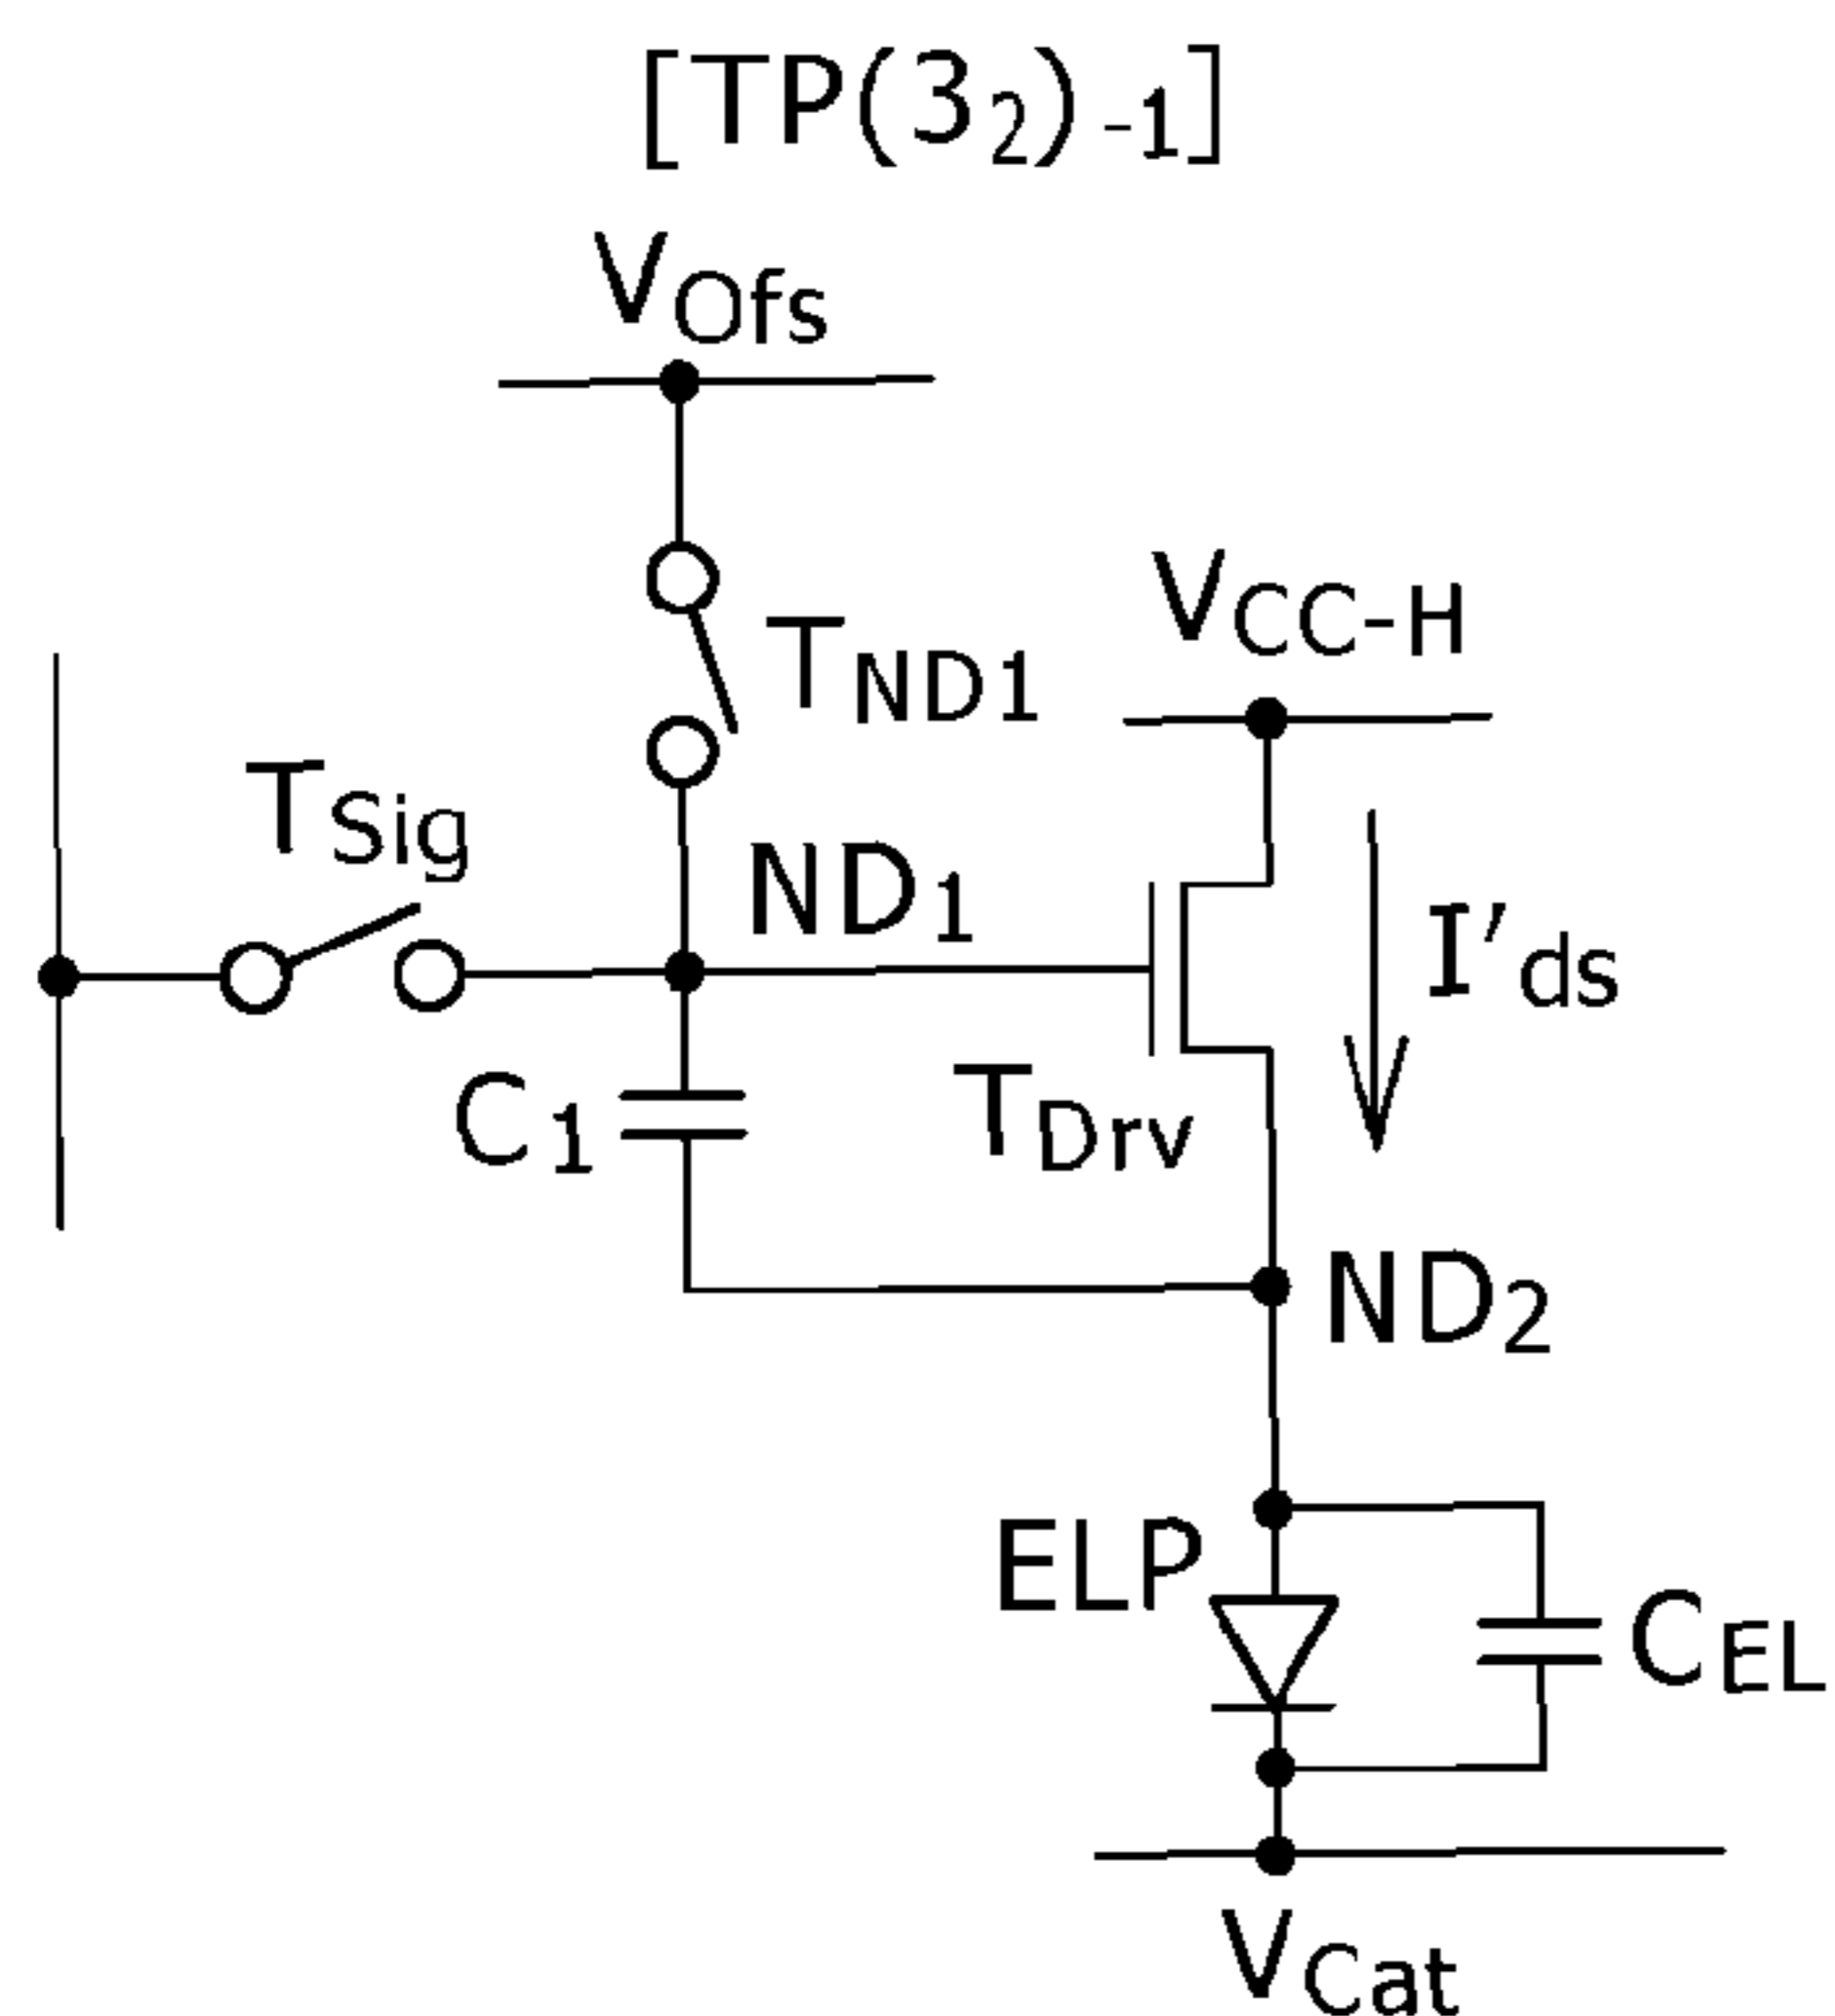 [TP(3₂)₋₁]
V_Ofs
T_ND1
V_CC-H
T_Sig
ND₁
I'_ds
C₁
T_Drv
ND₂
ELP
C_EL
V_Cat